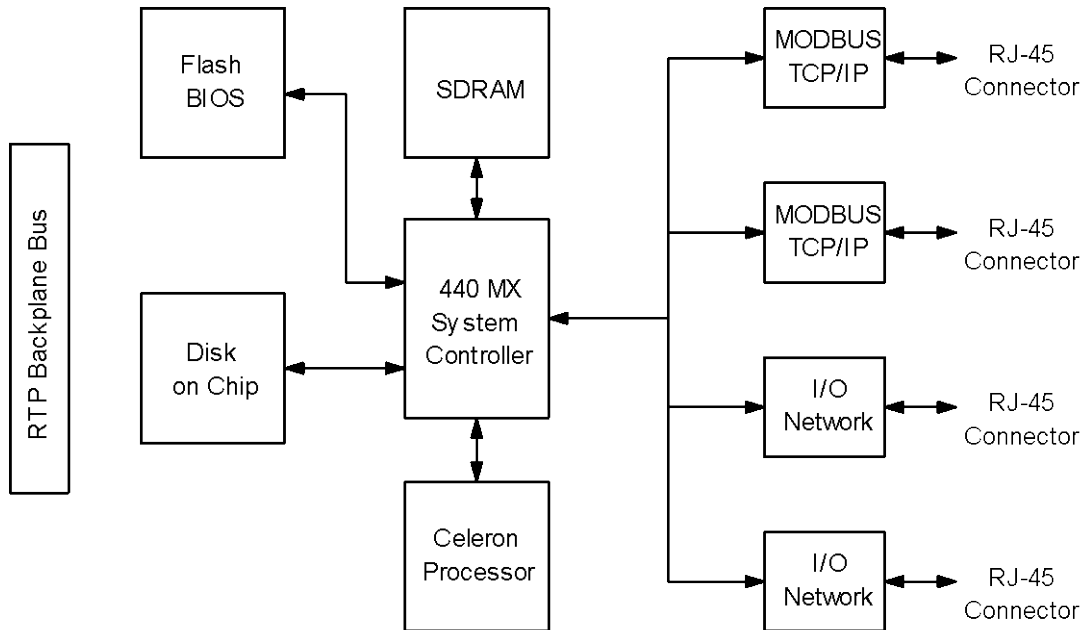 RTP Backplane Bus
Flash
BIOS
Disk
on Chip
SDRAM
440 MX
System
Controller
Celeron
Processor
MODBUS
TCP/IP
RJ-45
Connector
MODBUS
TCP/IP
RJ-45
Connector
I/O
Network
RJ-45
Connector
I/O
Network
RJ-45
Connector